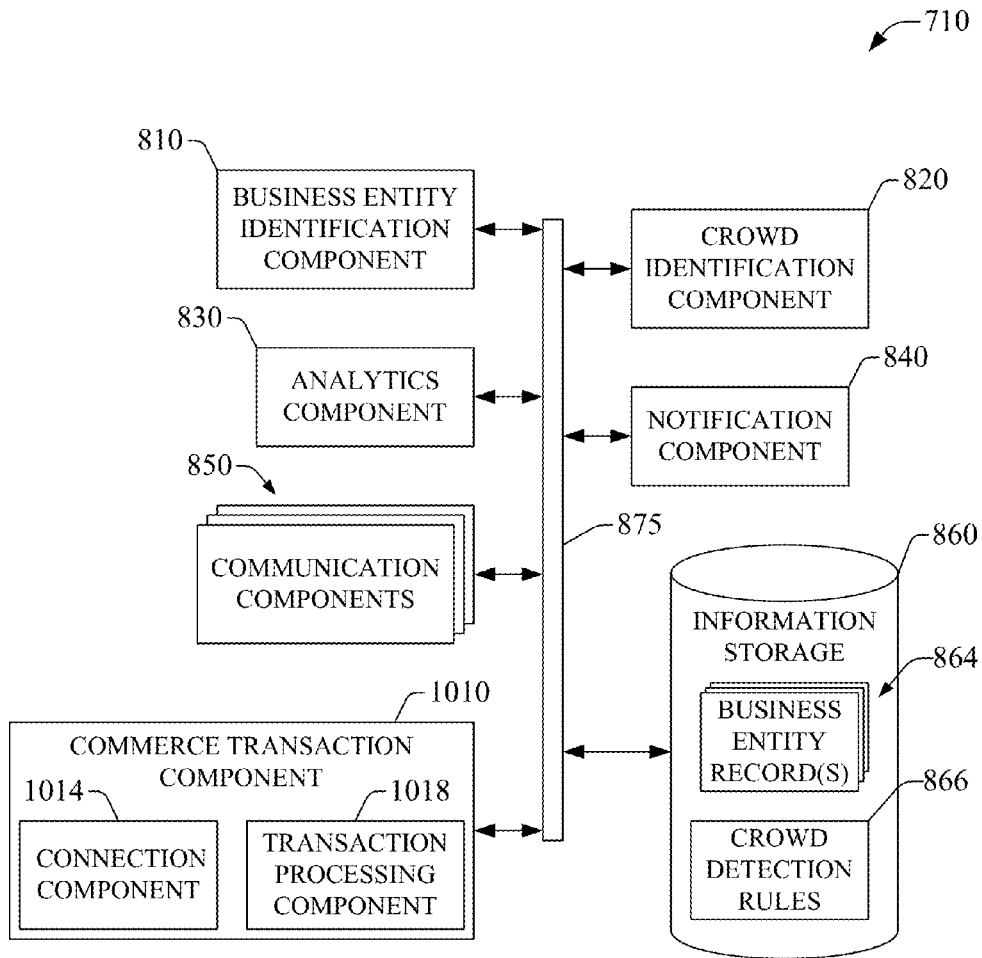 710
810
BUSINESS ENTITY
IDENTIFICATION
COMPONENT
820
CROWD
IDENTIFICATION
COMPONENT
830
ANALYTICS
COMPONENT
840
NOTIFICATION
COMPONENT
850
COMMUNICATION
COMPONENTS
875
860
INFORMATION
STORAGE
864
BUSINESS
ENTITY
RECORD(S)
866
CROWD
DETECTION
RULES
1010
COMMERCE TRANSACTION
COMPONENT
1014
CONNECTION
COMPONENT
1018
TRANSACTION
PROCESSING
COMPONENT